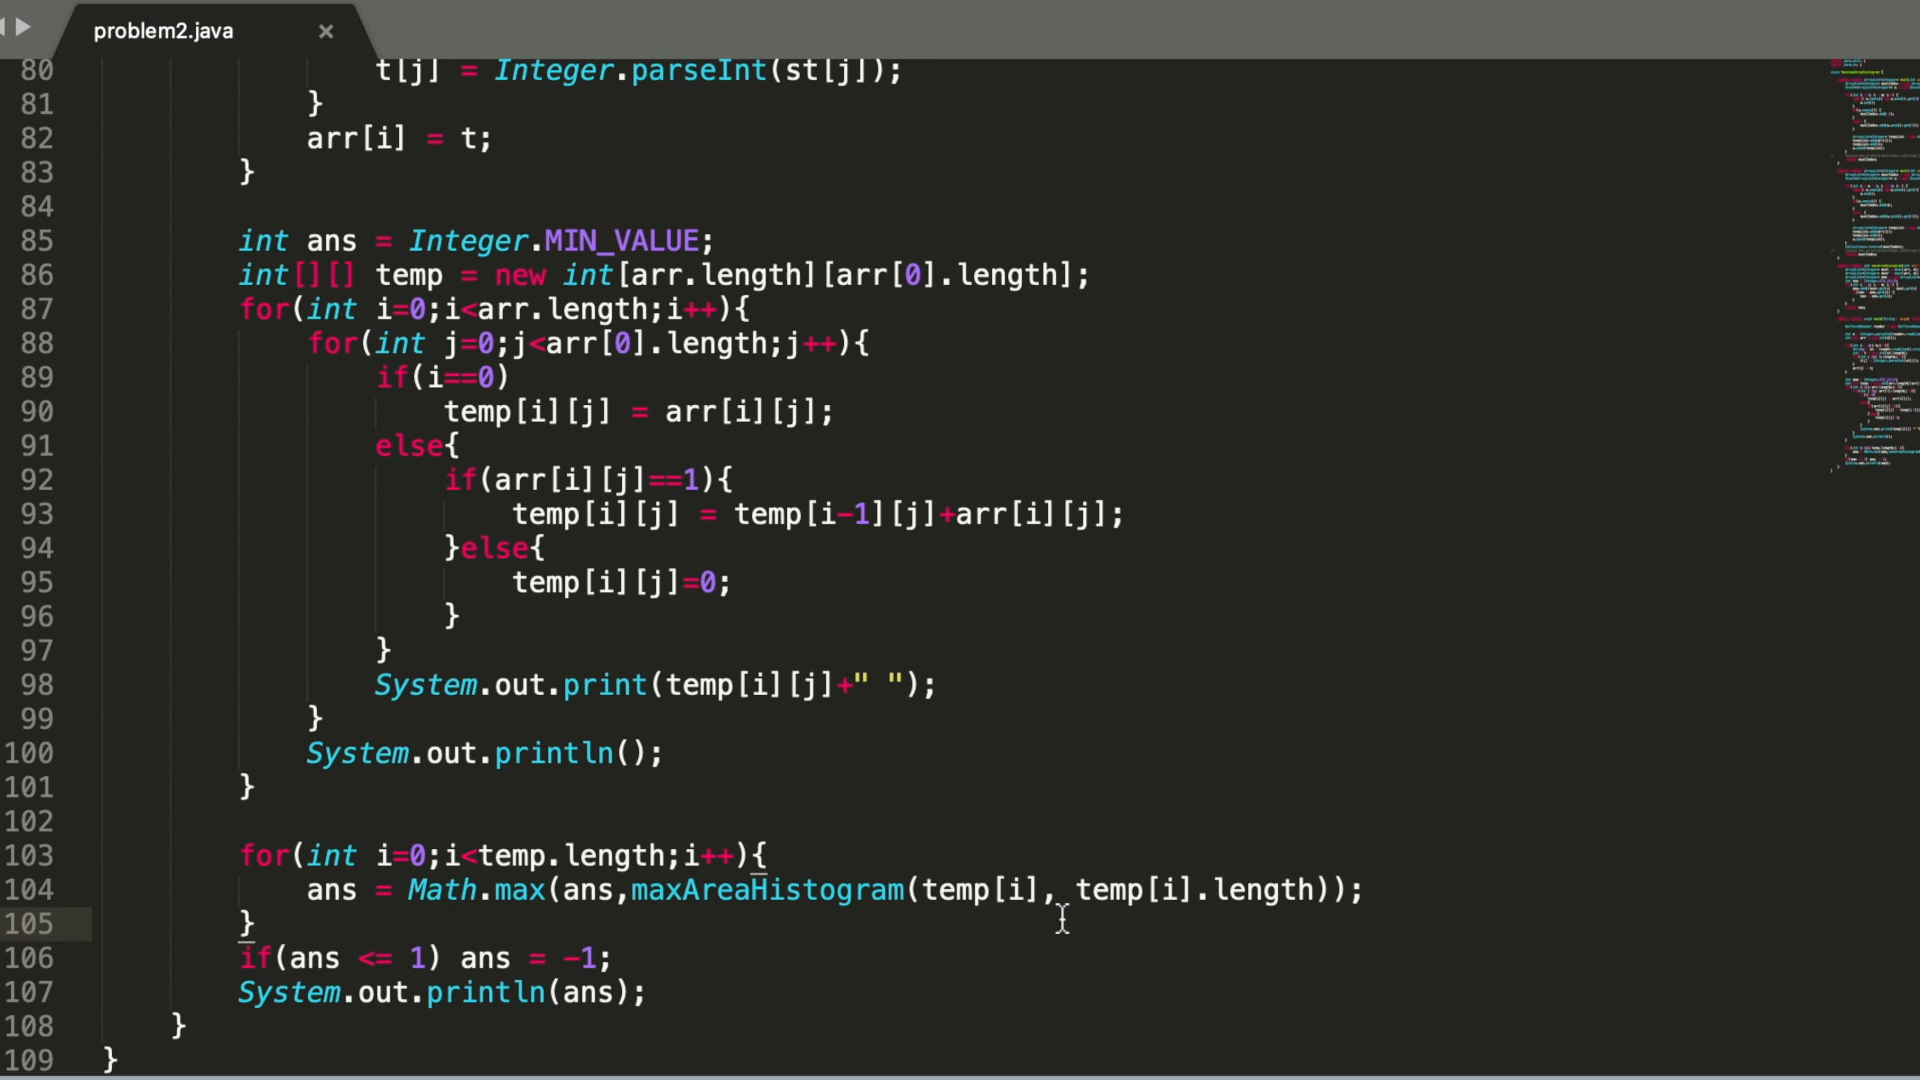 problem2.java ×
80 t[j] = Integer.parseInt(st[j]);
81 }
82 arr[i] = t;
83 }
84
85 int ans = Integer.MIN_VALUE;
86 int[][] temp = new int[arr.length][arr[0].length];
87 for(int i=0;i<arr.length;i++){
88 for(int j=0;j<arr[0].length;j++){
89 if(i==0)
90 temp[i][j] = arr[i][j];
91 else{
92 if(arr[i][j]==1){
93 temp[i][j] = temp[i-1][j]+arr[i][j];
94 }else{
95 temp[i][j]=0;
96 }
97 }
98 System.out.print(temp[i][j]+" ");
99 }
100 System.out.println();
101 }
102
103 for(int i=0;i<temp.length;i++){
104 ans = Math.max(ans,maxAreaHistogram(temp[i], temp[i].length));
105 }
106 if(ans <= 1) ans = -1;
107 System.out.println(ans);
108 }
109 }